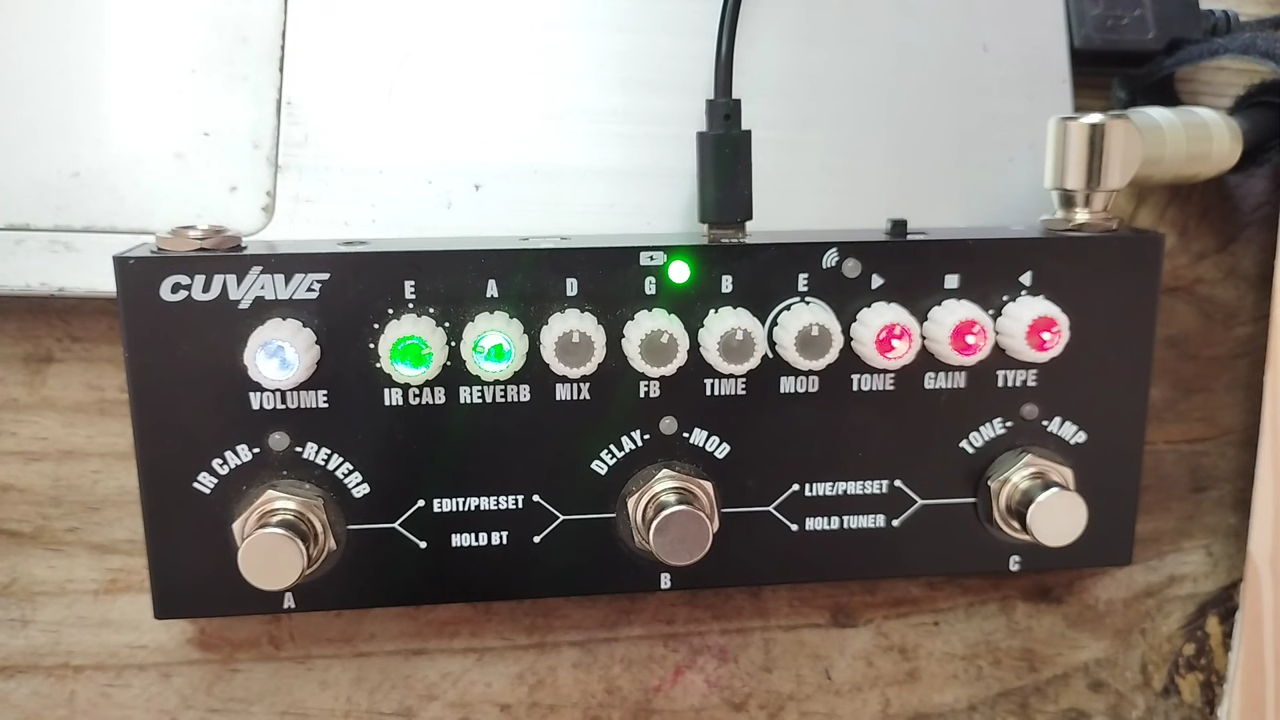 CUVAVE
E A D G B E
VOLUME IR CAB REVERB MIX FB TIME MOD TONE GAIN TYPE
IR CAB- -REVERB
DELAY- -MOD
TONE- -AMP
EDIT/PRESET
HOLD BT
LIVE/PRESET
HOLD TUNER
A B C